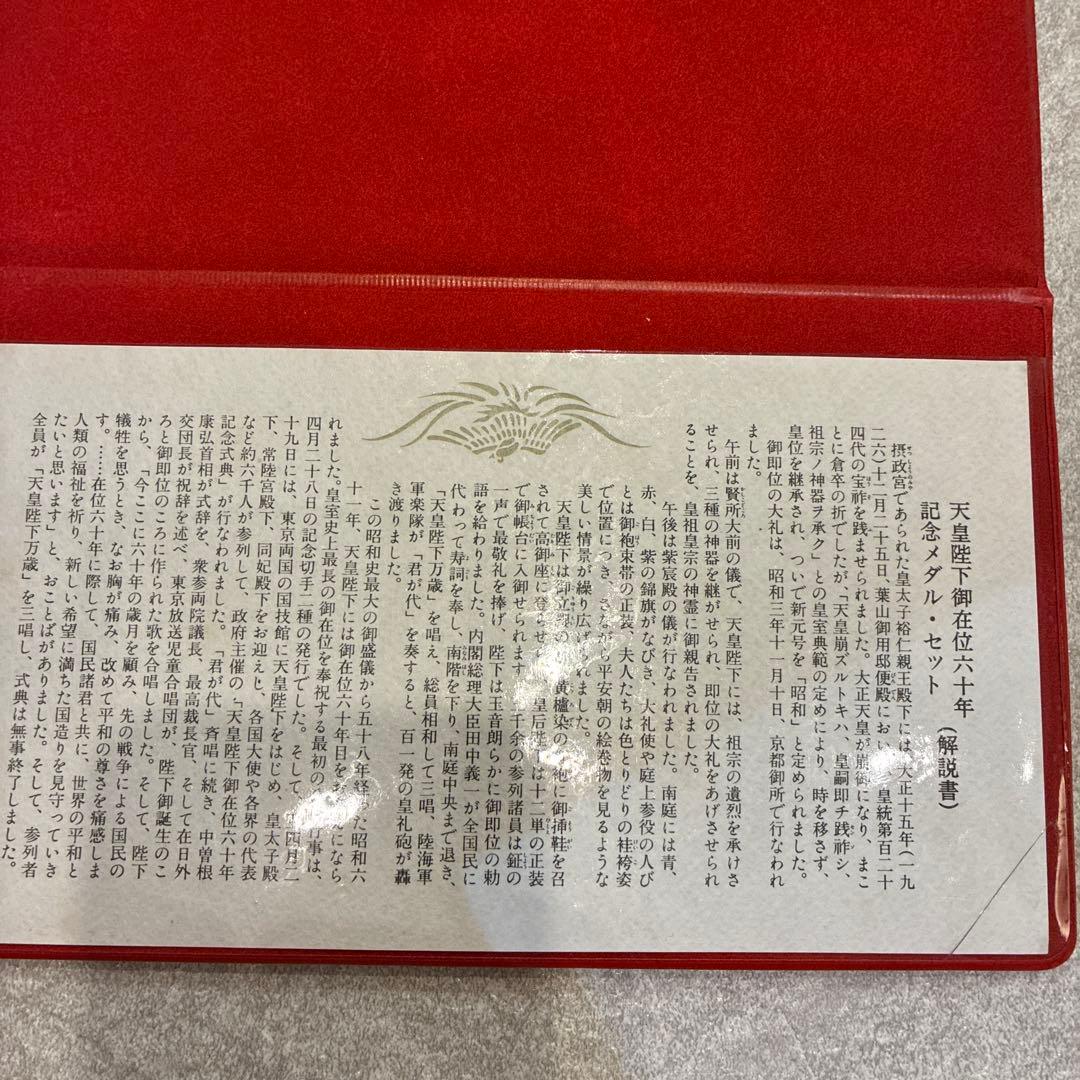 天皇陛下御在位六十年
記念メダル・セット (解説書)
摂政宮であられた皇太子裕仁親王殿下には、大正十五年(一九
二六)十二月二十五日、葉山御用邸便殿において、皇統第百二十
四代の宝祚を践ませられました。大正天皇が崩御になり、まこ
とに倉卒の折でしたが、「天皇崩ズルトキハ、皇嗣即チ践祚シ、
祖宗ノ神器ヲ承ク」との皇室典範の定めにより、時を移さず、
皇位を継承され、ついで新元号を「昭和」と定められました。
御即位の大礼は、昭和三年十一月十日、京都御所で行なわれ
ました。
午前は賢所大前の儀で、天皇陛下には、祖宗の遺烈を承けさ
せられ、三種の神器を継がせられ、即位の大礼をあげさせられ
ることを、皇祖皇宗の神霊に御親告されました。
午後は紫宸殿の儀が行なわれました。南庭には青、
赤、白、紫の錦旗がなびき、大礼使や庭上参役の人び
とは御袍束帯の正装、夫人たちは色とりどりの袿袴姿
で位置につき、さながら平安朝の絵巻物を見るような
美しい情景が繰り広げられました。
天皇陛下は御立 の 黄櫨染の 袍に御挿鞋を召
されて高御座に登らせ 、皇后陛 は十二単の正装
で御帳台に入御せられます 二千余の参列諸員は鉦の
一声で最敬礼を捧げ、陛下は玉音朗らかに御即位の勅
語を給わりました。内閣総理大臣田中義一が全国民に
代わって寿詞を奉し、南階を下り、南庭中央まで退き、
「天皇陛下万歳」を唱え、総員相和して三唱、陸海軍
軍楽隊が「君が代」を奏すると、百一発の皇礼砲が轟
き渡りました。
この昭和史最大の御盛儀から五十八年経 た昭和六
十一年、天皇陛下には御在位六十年目をお に なら
れました。皇室史上最長の御在位を奉祝する最初の 行事は、
四月二十八日の記念切手二種の発行でした。そして 四月二
十九日には、東京両国の国技館に天皇陛下をはじめ、皇太子殿
下、常陸宮殿下、同妃殿下をお迎えし、各国大使や各界の代表
など約六千人が参列して、政府主催の「天皇陛下御在位六十年
記念式典」が行なわれました。「君が代」斉唱に続き、中曽根
康弘首相が式辞を、衆参両院議長、最高裁長官、そして在日外
交団長が祝辞を述べ、東京放送児童合唱団が、陛下御誕生のこ
ろと御即位のころに作られた歌を合唱しました。そして、陛下
から、「今ここに六十年の歳月を顧み、先の戦争による国民の
犠牲を思うとき、なお胸が痛み、改めて平和の尊さを痛感しま
す。……在位六十年に際して、国民諸君と共に、世界の平和と
人類の福祉を祈り、新しい希望に満ちた国造りを見守っていき
たいと思います」と、おことばがありました。そして、参列者
全員が「天皇陛下万歳」を三唱し、式典は無事終了しました。